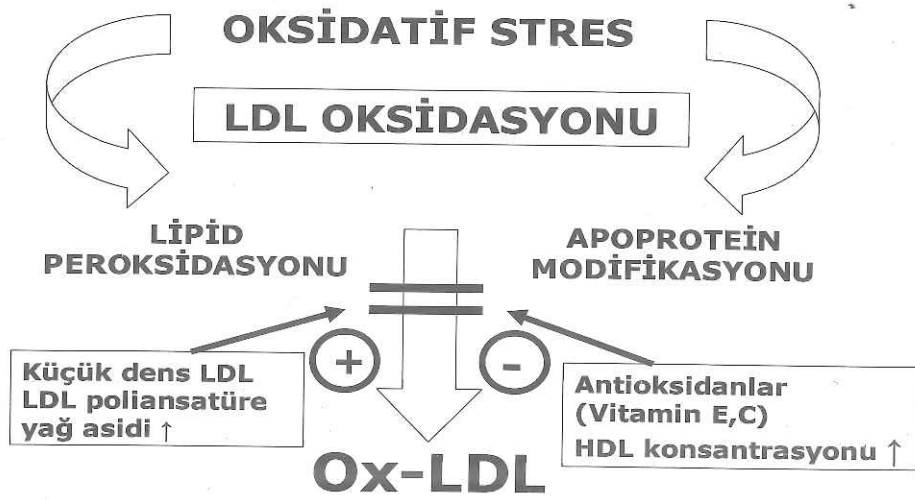 OKSİDATİF STRES
LDL OKSİDASYONU
LİPİD
PEROKSİDASYONU
APOPROTEİN
MODİFİKASYONU
+
-
Küçük dens LDL
LDL poliansatüre
yağ asidi ↑
Antioksidanlar
(Vitamin E,C)
HDL konsantrasyonu ↑
Ox-LDL